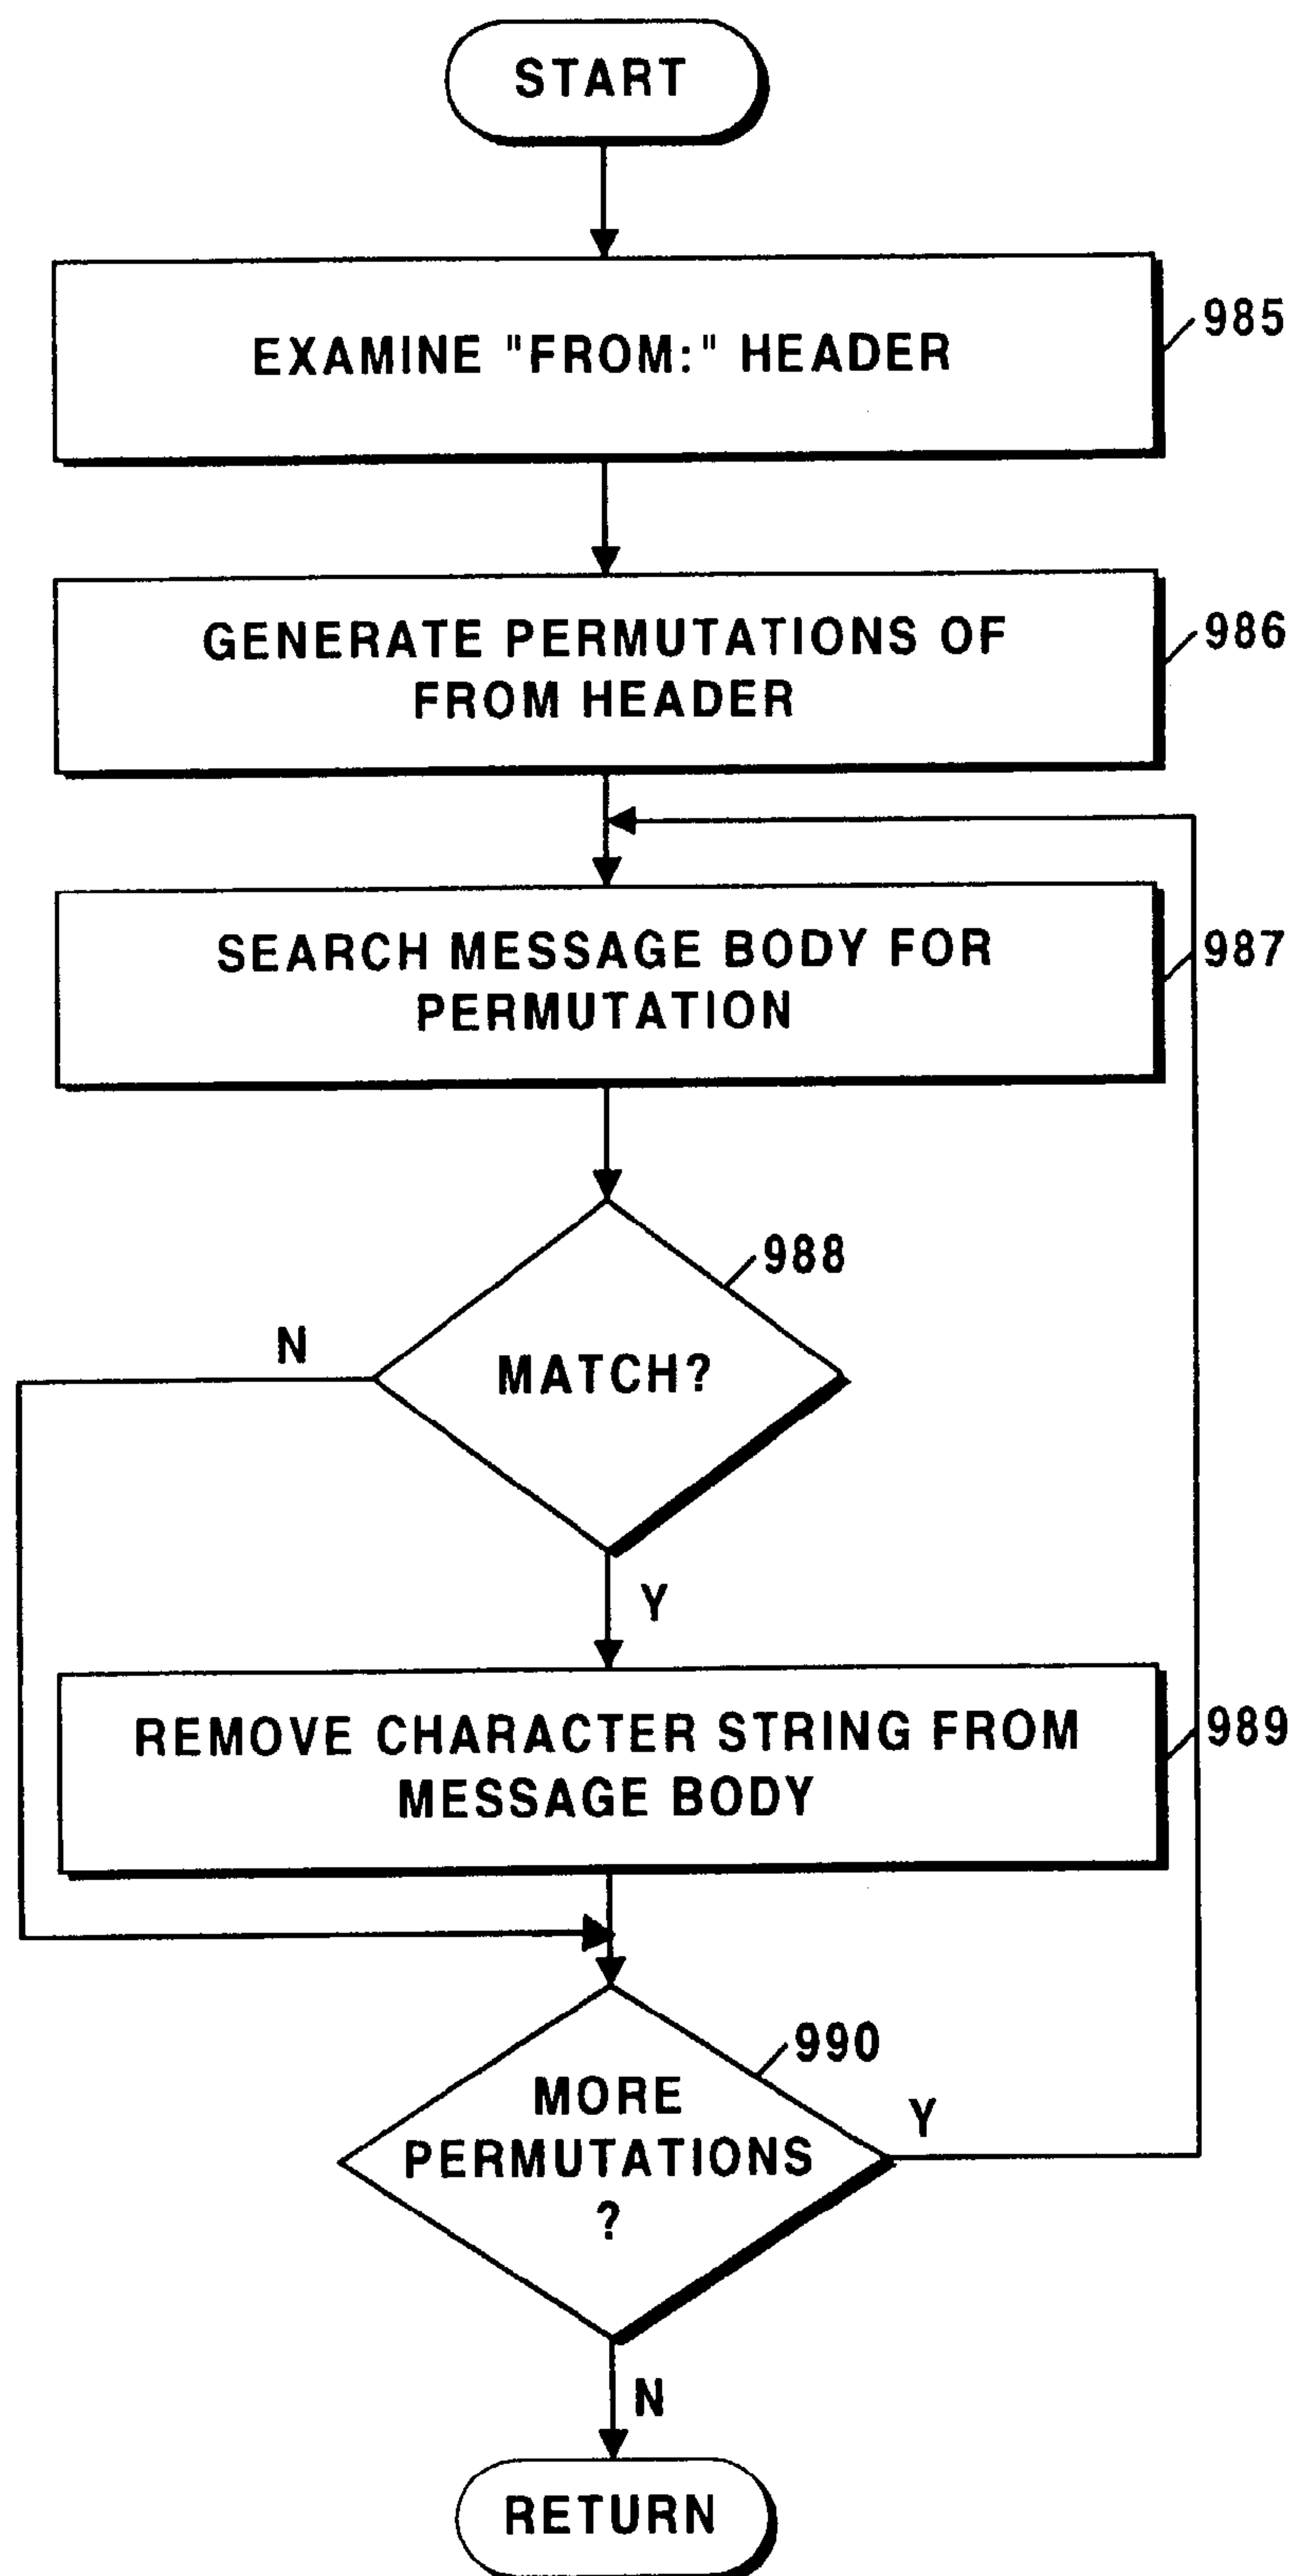 START
EXAMINE "FROM:" HEADER
985
GENERATE PERMUTATIONS OF
FROM HEADER
986
SEARCH MESSAGE BODY FOR
PERMUTATION
987
988
MATCH?
N
Y
REMOVE CHARACTER STRING FROM
MESSAGE BODY
989
990
MORE
PERMUTATIONS
?
Y
N
RETURN